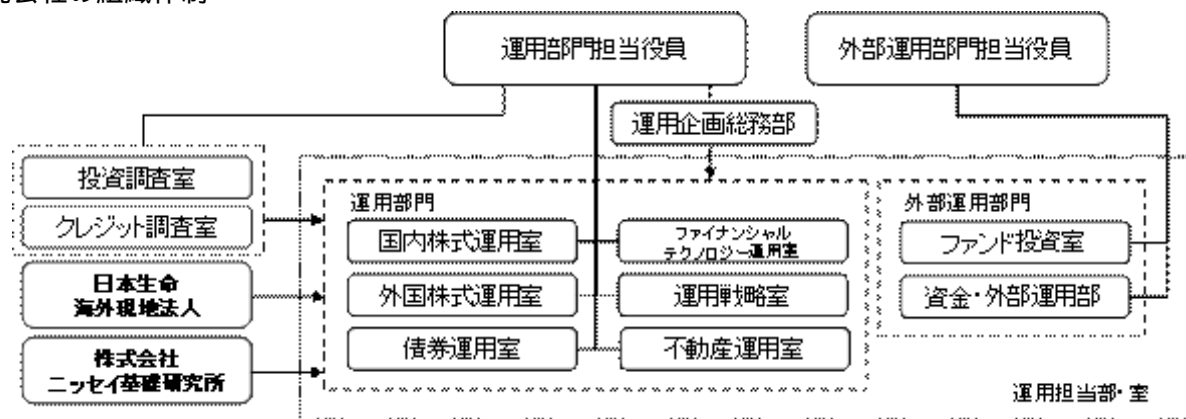 運用部門担当役員
外部運用部門担当役員
運用企画総務部
投資調査室
クレジット調査室
日本生命
海外現地法人
株式会社
ニッセイ基礎研究所
運用部門
国内株式運用室
ファイナンシャル
テクノロジー運用室
外国株式運用室
運用戦略室
債券運用室
不動産運用室
外部運用部門
ファンド投資室
資金・外部運用部
運用担当部・室